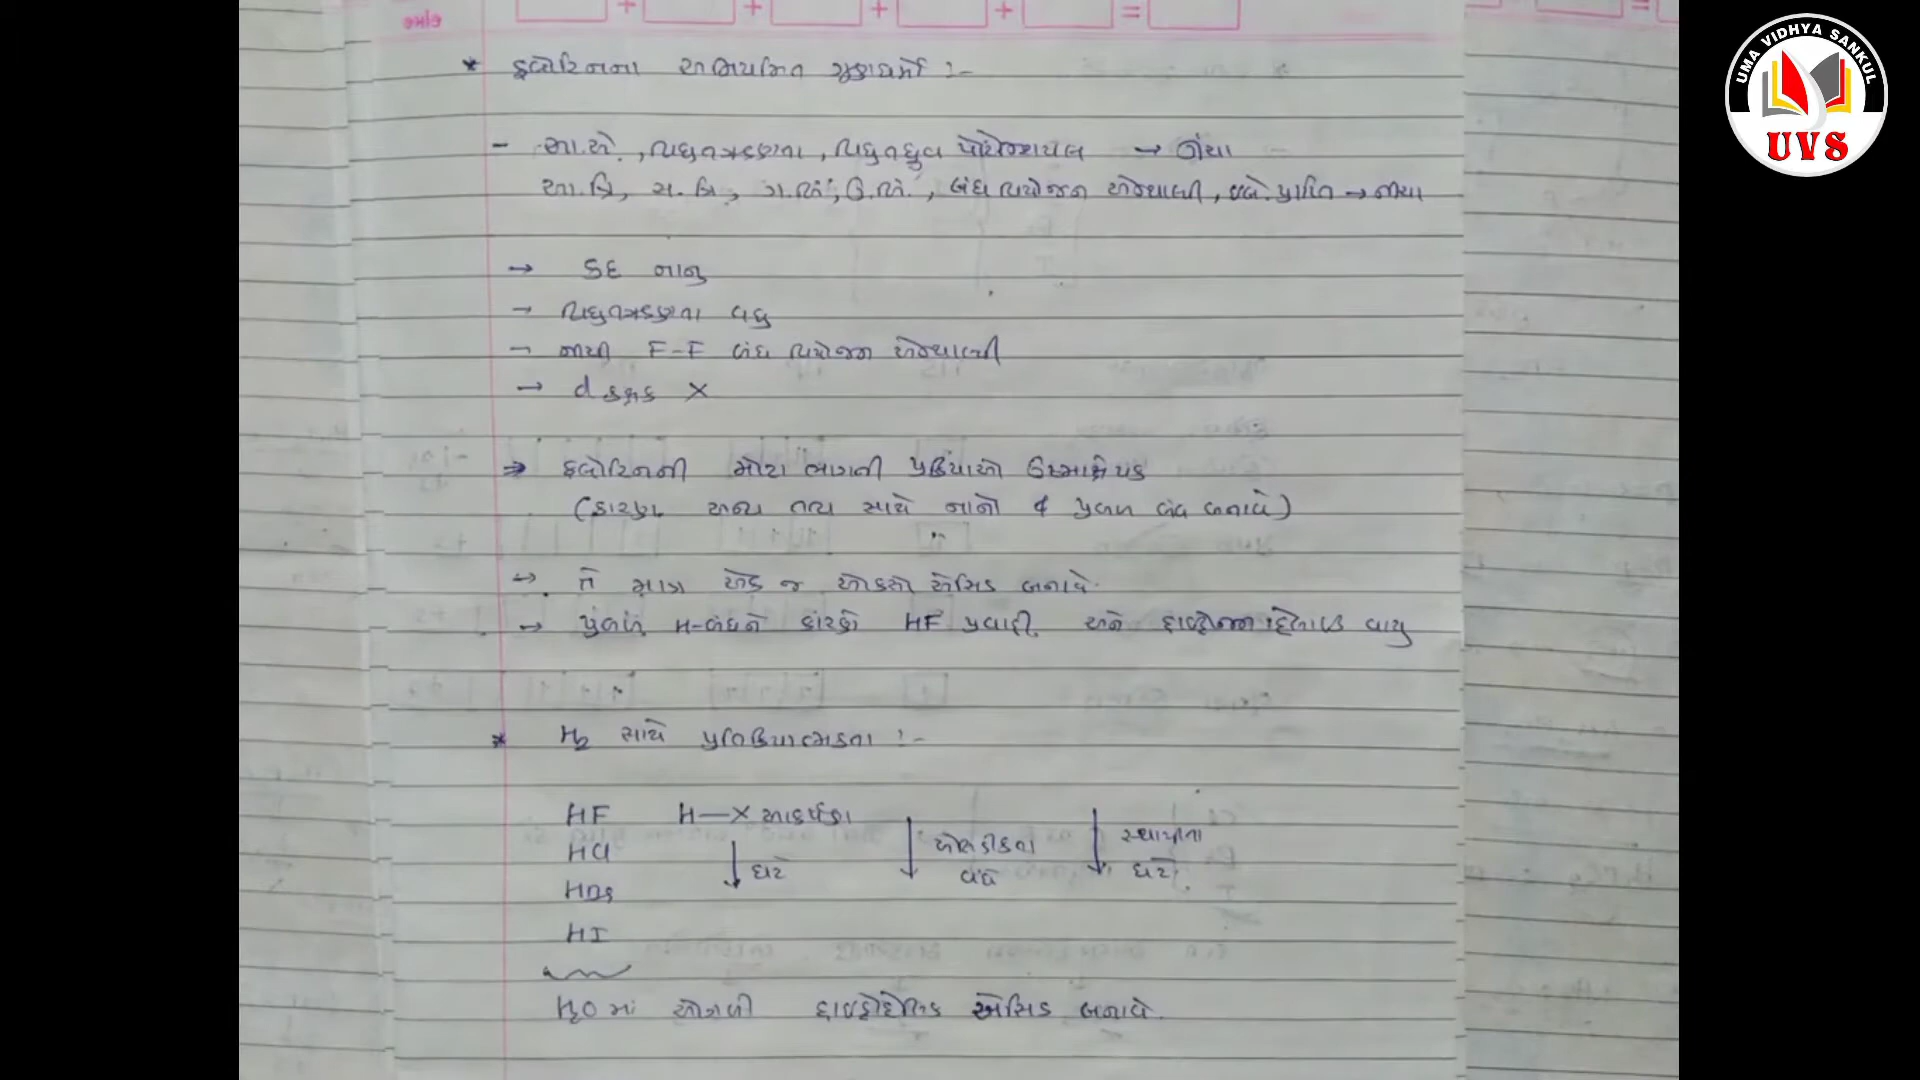 UMA VIDHYA SANKUL
UVS
* ફ્લોરિનના અનિયમિત ગુણધર્મો :-
- આ.એ., વિદ્યુતઋણતા, વિદ્યુતધ્રુવ પોટેન્શિયલ → ઊંચા
આ.ત્રિ, સ.ત્રિ, ગ.બિં, ઉ.બિં., બંધ વિયોજન એન્થાલ્પી, ઇલે.પ્રાપ્તિ → નીચા
→ કદ નાનુ
→ વિદ્યુતઋણતા વધુ
→ નીચી F-F બંધ વિયોજન એન્થાલ્પી
→ d કક્ષક X
⇒ ફ્લોરિનની મોટા ભાગની પ્રક્રિયાઓ ઉષ્માક્ષેપક
(કારણ અન્ય તત્વ સાથે નાનો & પ્રબળ બંધ બનાવે)
→ તે માત્ર એક જ ઓક્સો એસિડ બનાવે.
→ પ્રબળ H-બંધને કારણે HF પ્રવાહી. અને હાઇડ્રોજન હેલાઇડ વાયુ
* H₂ સાથે પ્રતિક્રિયાત્મકતા :-
HF H—X આકર્ષણ
HCl ↓ ઘટે ↓ એસિડીકતા વધે ↓ સ્થાયીતા ઘટે.
HBr
HI
H₂O માં ઓગળી હાઇડ્રોહેલિક એસિડ બનાવે.